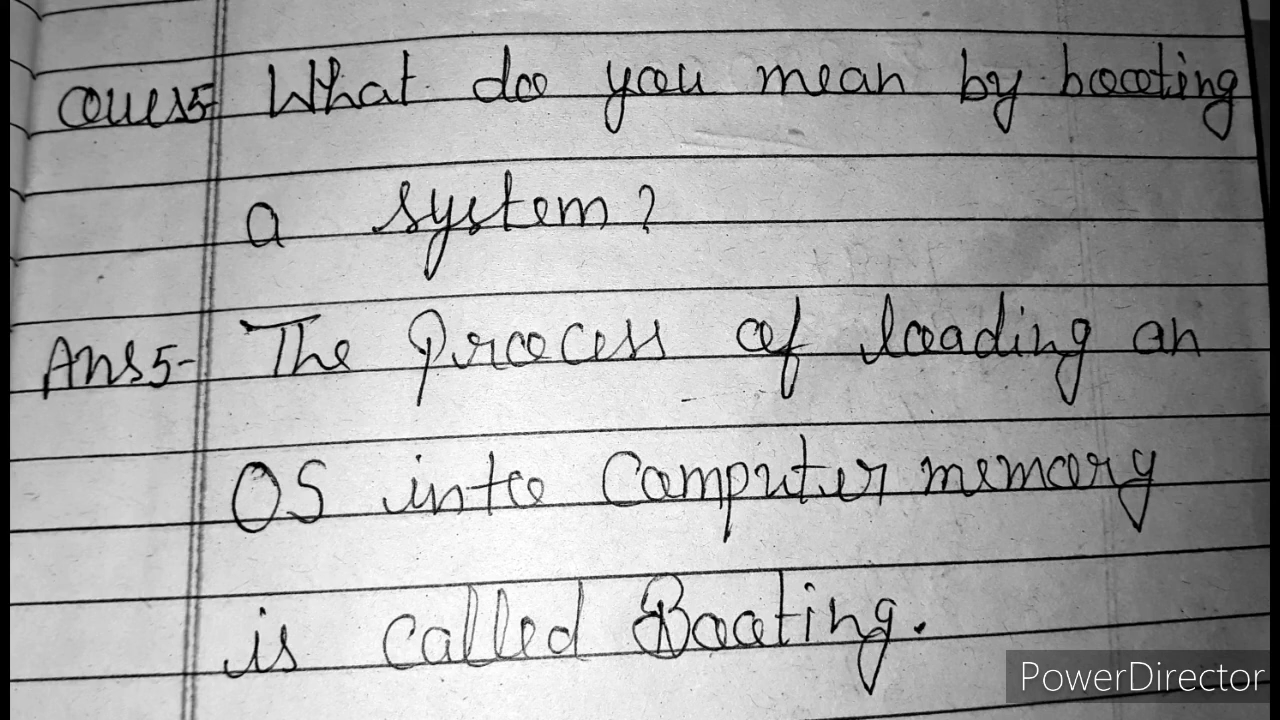 Ques5- What do you mean by booting
a system?
Ans5- The Process of loading an
OS into Computer memory
is called Booting.
PowerDirector